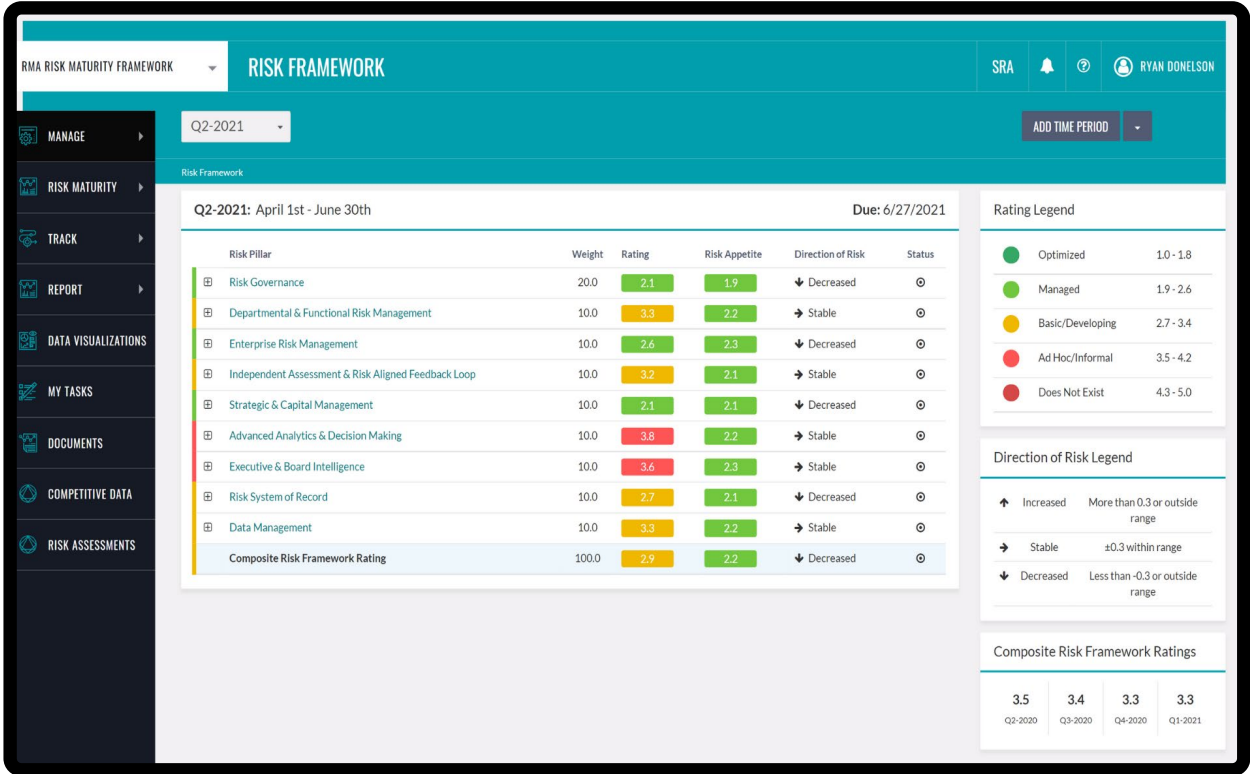 RMA RISK MATURITY FRAMEWORK
RISK FRAMEWORK
SRA
RYAN DONELSON
MANAGE
RISK MATURITY
TRACK
REPORT
DATA VISUALIZATIONS
MY TASKS
DOCUMENTS
COMPETITIVE DATA
RISK ASSESSMENTS
Q2-2021
ADD TIME PERIOD
Risk Framework
Q2-2021: April 1st - June 30th Due: 6/27/2021
Risk Pillar Weight Rating Risk Appetite Direction of Risk Status
Risk Governance 20.0 2.1 1.9 Decreased
Departmental & Functional Risk Management 10.0 3.3 2.2 Stable
Enterprise Risk Management 10.0 2.6 2.3 Decreased
Independent Assessment & Risk Aligned Feedback Loop 10.0 3.2 2.1 Stable
Strategic & Capital Management 10.0 2.1 2.1 Decreased
Advanced Analytics & Decision Making 10.0 3.8 2.2 Stable
Executive & Board Intelligence 10.0 3.6 2.3 Stable
Risk System of Record 10.0 2.7 2.1 Decreased
Data Management 10.0 3.3 2.2 Stable
Composite Risk Framework Rating 100.0 2.9 2.2 Decreased
Rating Legend
Optimized 1.0 - 1.8
Managed 1.9 - 2.6
Basic/Developing 2.7 - 3.4
Ad Hoc/Informal 3.5 - 4.2
Does Not Exist 4.3 - 5.0
Direction of Risk Legend
Increased More than 0.3 or outside
range
Stable ±0.3 within range
Decreased Less than -0.3 or outside
range
Composite Risk Framework Ratings
3.5 3.4 3.3 3.3
Q2-2020 Q3-2020 Q4-2020 Q1-2021